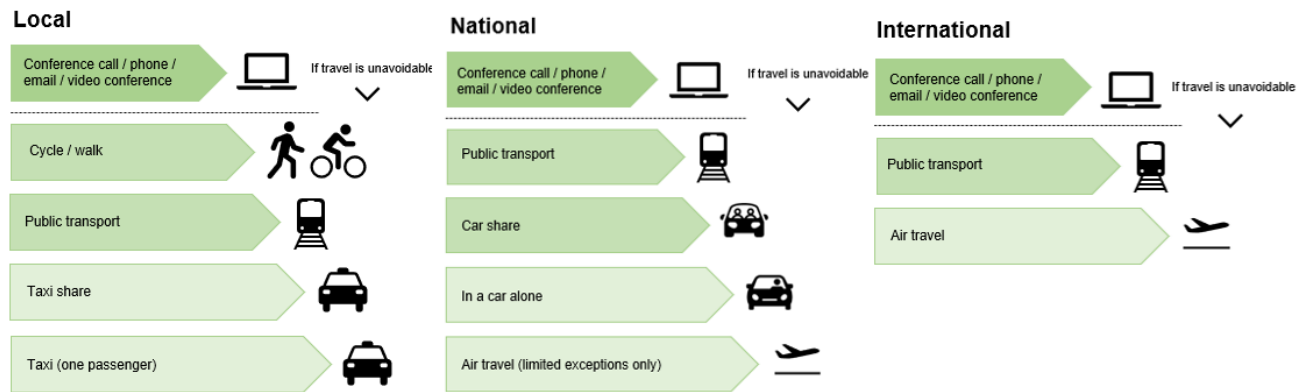 Local
Conference call / phone /
email / video conference
If travel is unavoidable
Cycle / walk
Public transport
Taxi share
Taxi (one passenger)
National
Conference call / phone /
email / video conference
If travel is unavoidable
Public transport
Car share
In a car alone
Air travel (limited exceptions only)
International
Conference call / phone /
email / video conference
If travel is unavoidable
Public transport
Air travel